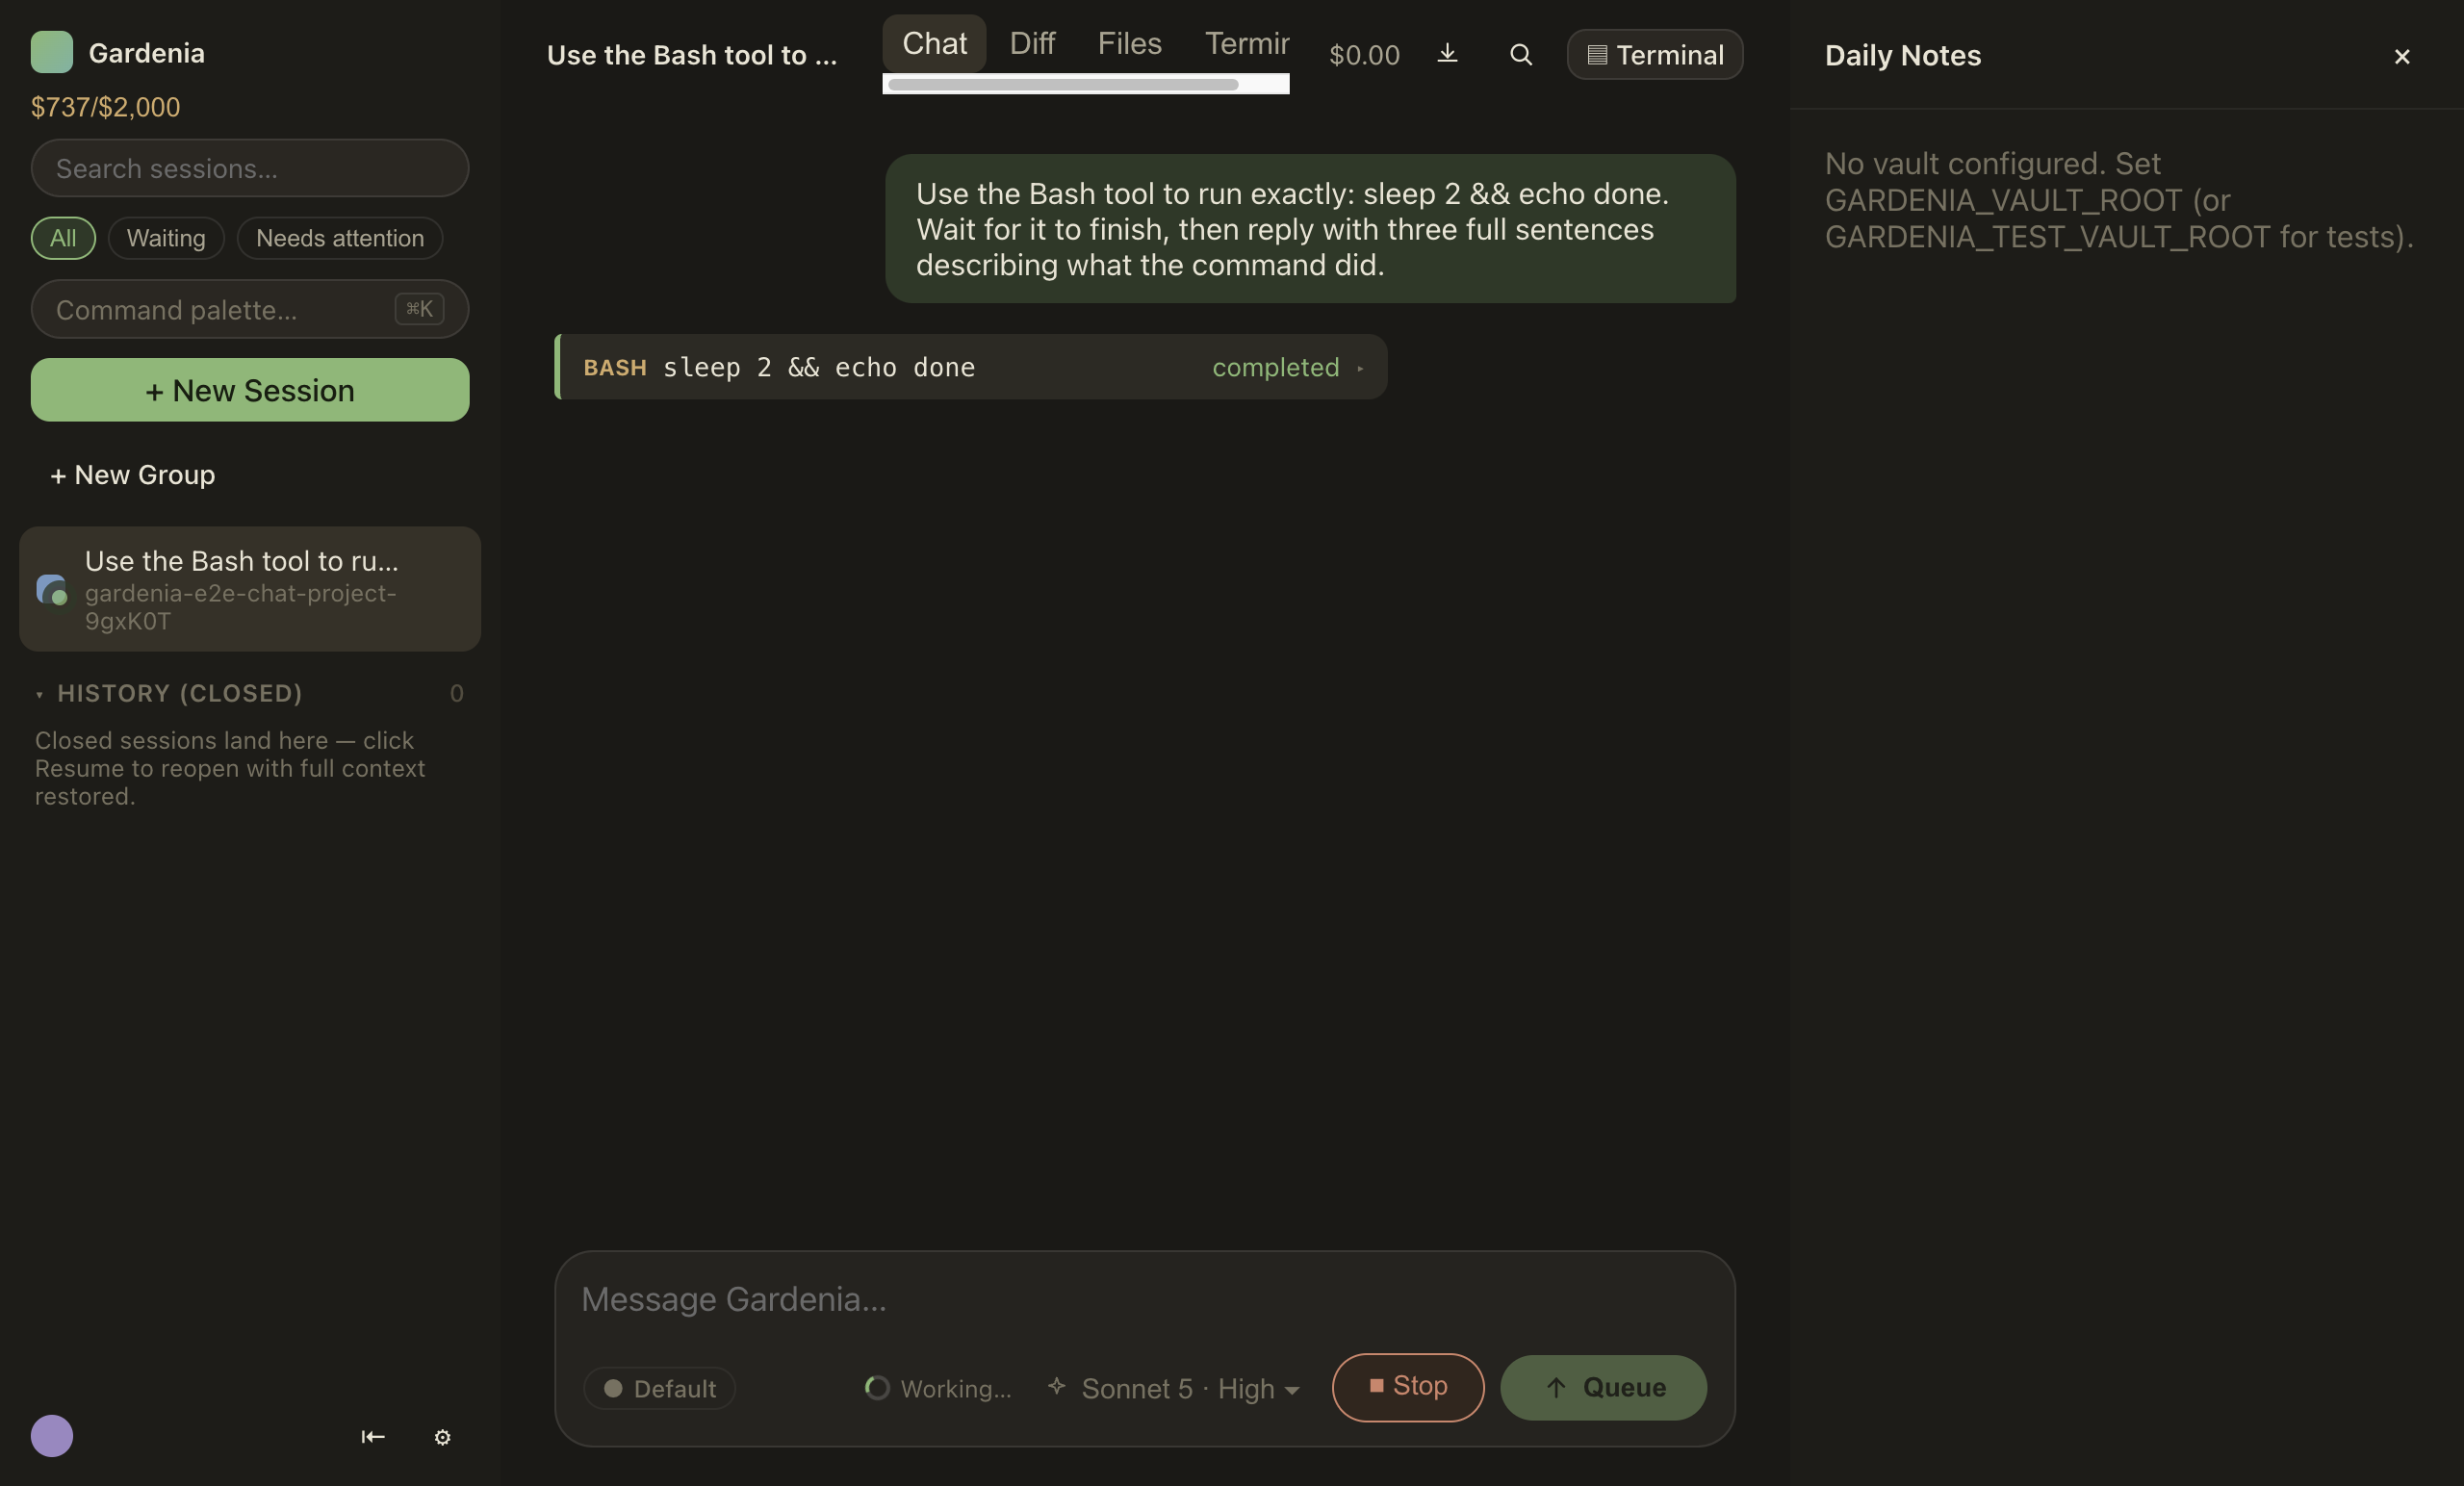 Gardenia
$737/$2,000
Search sessions...
All
Waiting
Needs attention
Command palette...
⌘K
+ New Session
+ New Group
Use the Bash tool to ru...
gardenia-e2e-chat-project-
9gxK0T
▾ HISTORY (CLOSED)
0
Closed sessions land here — click
Resume to reopen with full context
restored.
Use the Bash tool to ...
Chat
Diff
Files
Termir
$0.00
Terminal
Use the Bash tool to run exactly: sleep 2 && echo done.
Wait for it to finish, then reply with three full sentences
describing what the command did.
BASH sleep 2 && echo done
completed ▸
Message Gardenia...
Default
Working...
Sonnet 5 · High
Stop
Queue
Daily Notes
×
No vault configured. Set
GARDENIA_VAULT_ROOT (or
GARDENIA_TEST_VAULT_ROOT for tests).